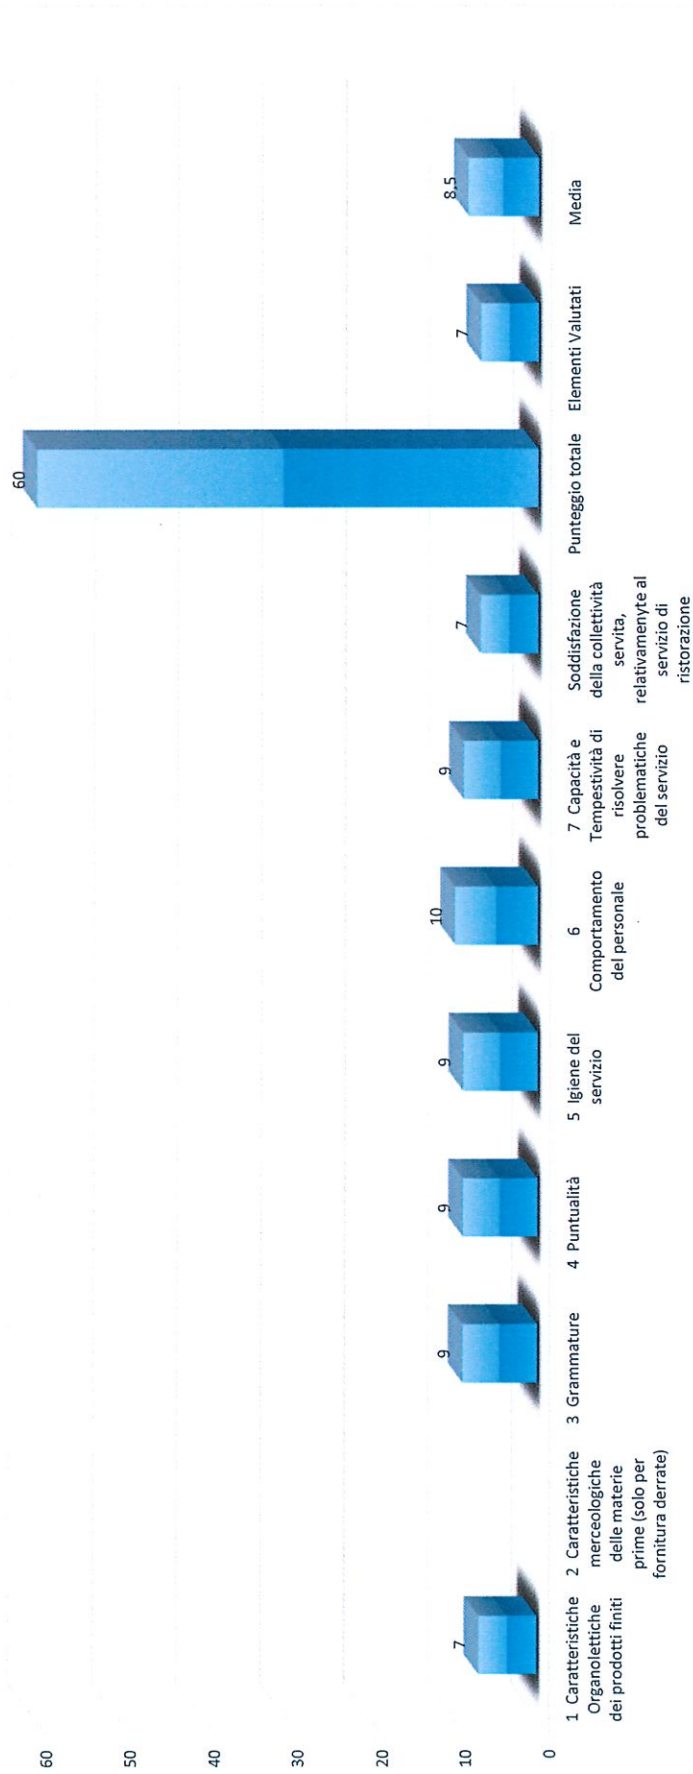 60
50
40
30
20
10
0
7
9
9
9
10
9
7
60
7
8,5
1 Caratteristiche
Organolettiche
dei prodotti finiti
2 Caratteristiche
merceologiche
delle materie
prime (solo per
fornitura derrate)
3 Grammature
4 Puntualità
5 Igiene del
servizio
6
Comportamento
del personale
7 Capacità e
Tempestività di
risolvere
problematiche
del servizio
Soddisfazione
della collettività
servita,
relativamenyte al
servizio di
ristorazione
Punteggio totale
Elementi Valutati
Media